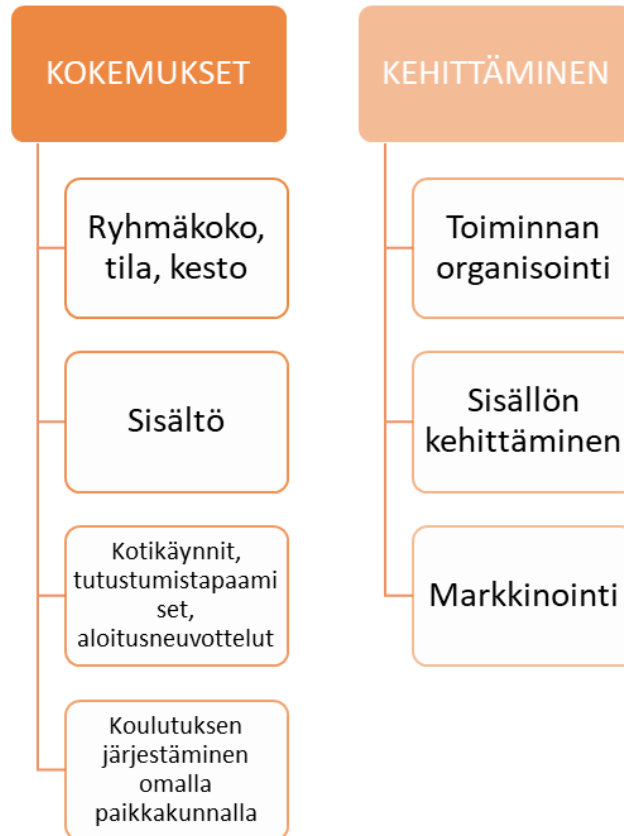 KOKEMUKSET
Ryhmäkoko,
tila, kesto
Sisältö
Kotikäynnit,
tutustumistapaami
set,
aloitusneuvottelut
Koulutuksen
järjestäminen
omalla
paikkakunnalla
KEHITTÄMINEN
Toiminnan
organisointi
Sisällön
kehittäminen
Markkinointi